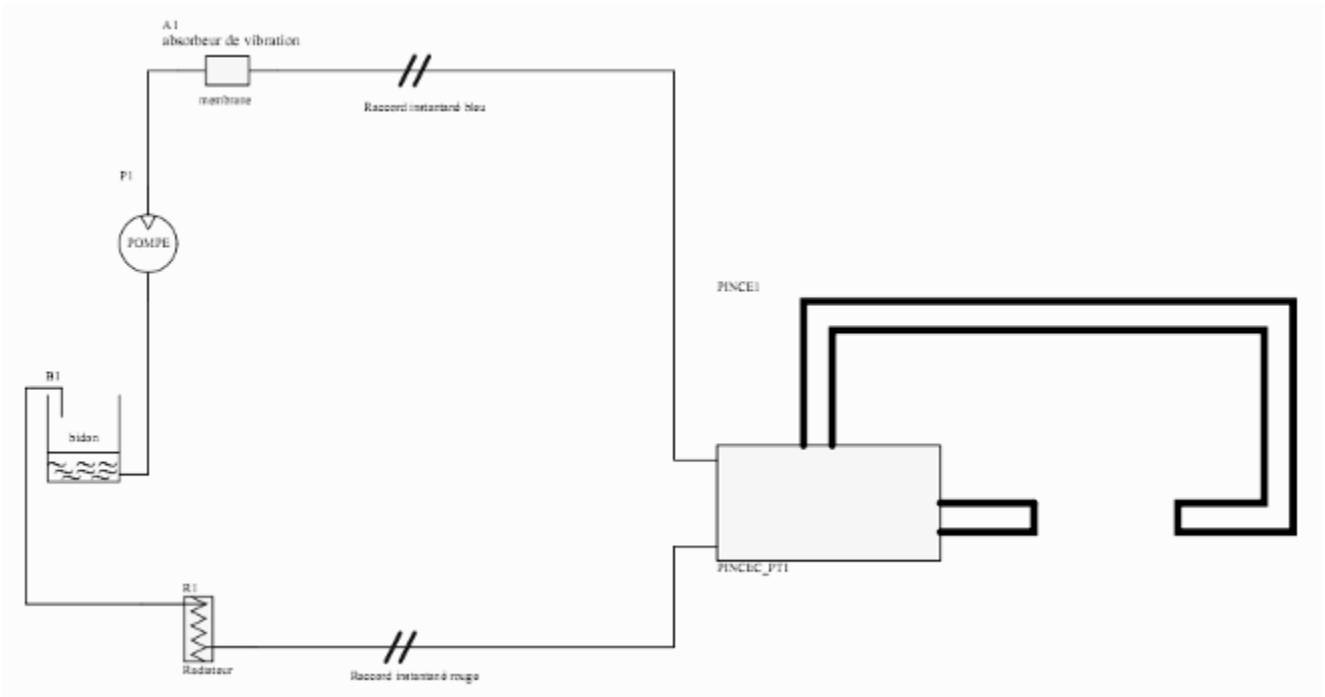 A1
absorbeur de vibration
membrane
Raccord instantané bleu
P1
POMPE
PINCE1
B1
bidon
PINCEC_PT1
R1
Radiateur
Raccord instantané rouge